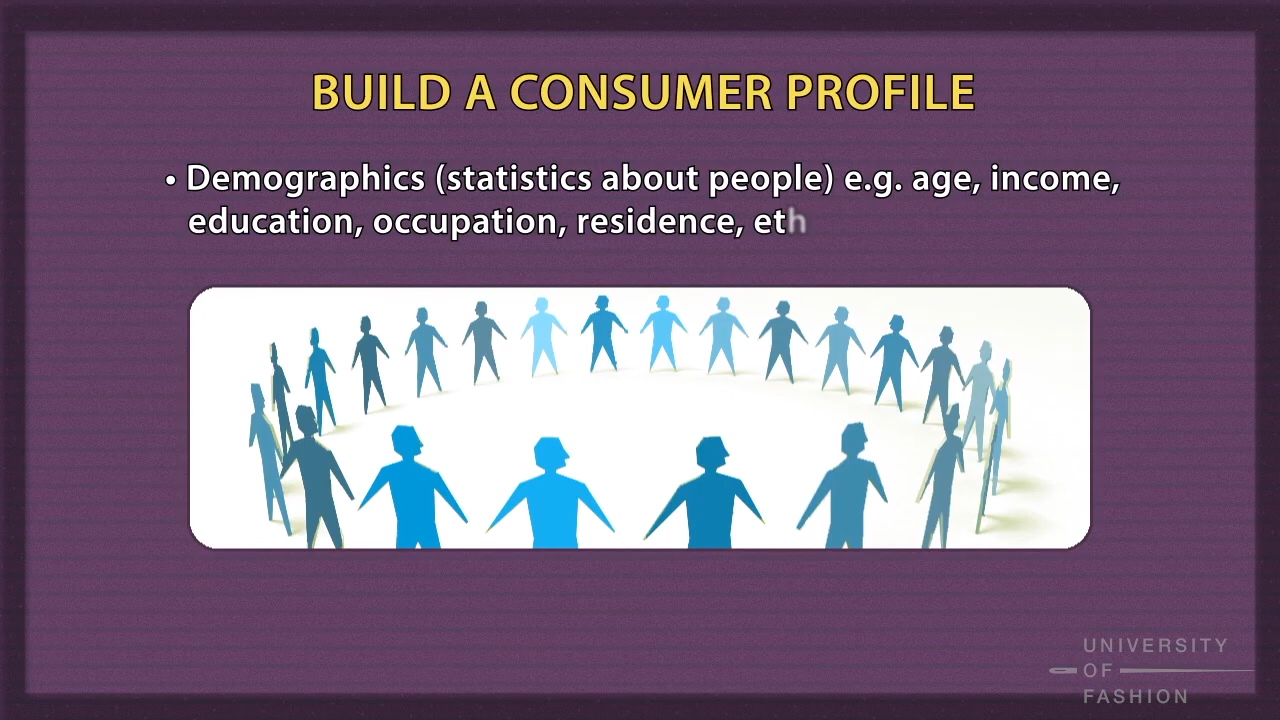 BUILD A CONSUMER PROFILE
• Demographics (statistics about people) e.g. age, income,
education, occupation, residence, eth
UNIVERSITY
OF
FASHION